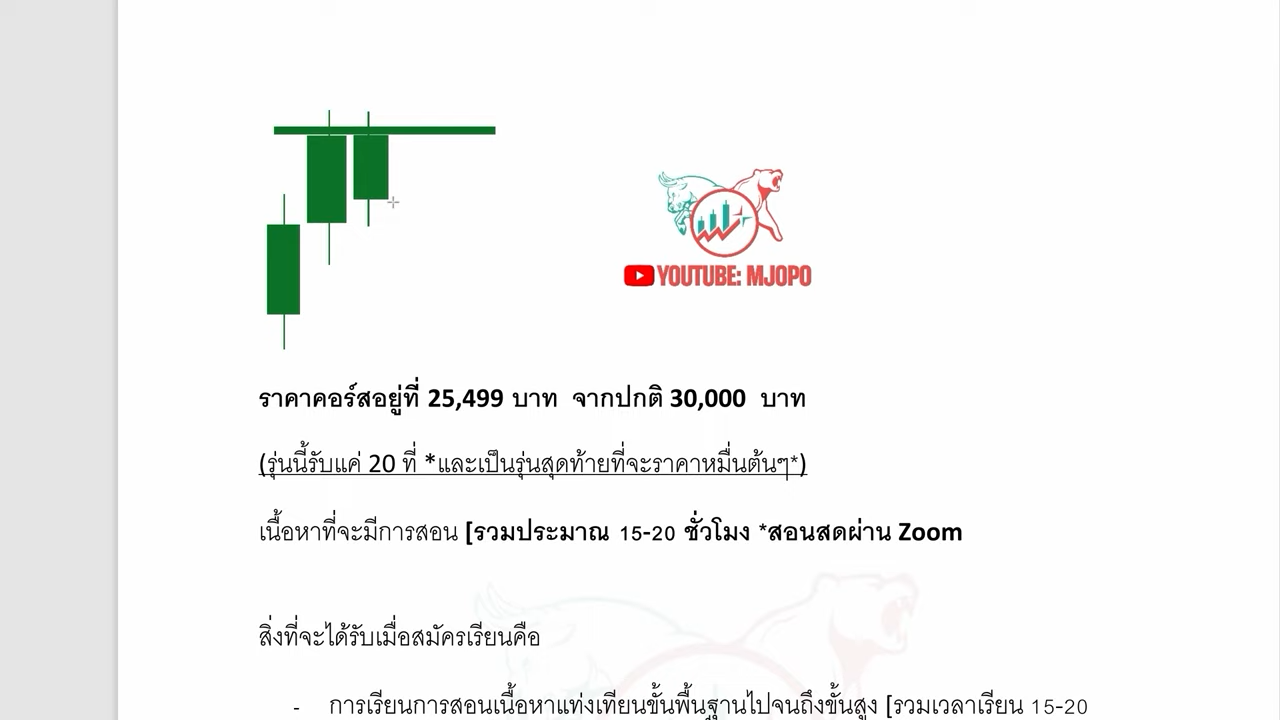 YOUTUBE: MJOPO
ราคาคอร์สอยู่ที่ 25,499 บาท จากปกติ 30,000 บาท
(รุ่นนี้รับแค่ 20 ที่ *และเป็นรุ่นสุดท้ายที่จะราคาหมื่นต้นๆ*)
เนื้อหาที่จะมีการสอน [รวมประมาณ 15-20 ชั่วโมง *สอนสดผ่าน Zoom
สิ่งที่จะได้รับเมื่อสมัครเรียนคือ
- การเรียนการสอนเนื้อหาแท่งเทียนขั้นพื้นฐานไปจนถึงขั้นสูง [รวมเวลาเรียน 15-20